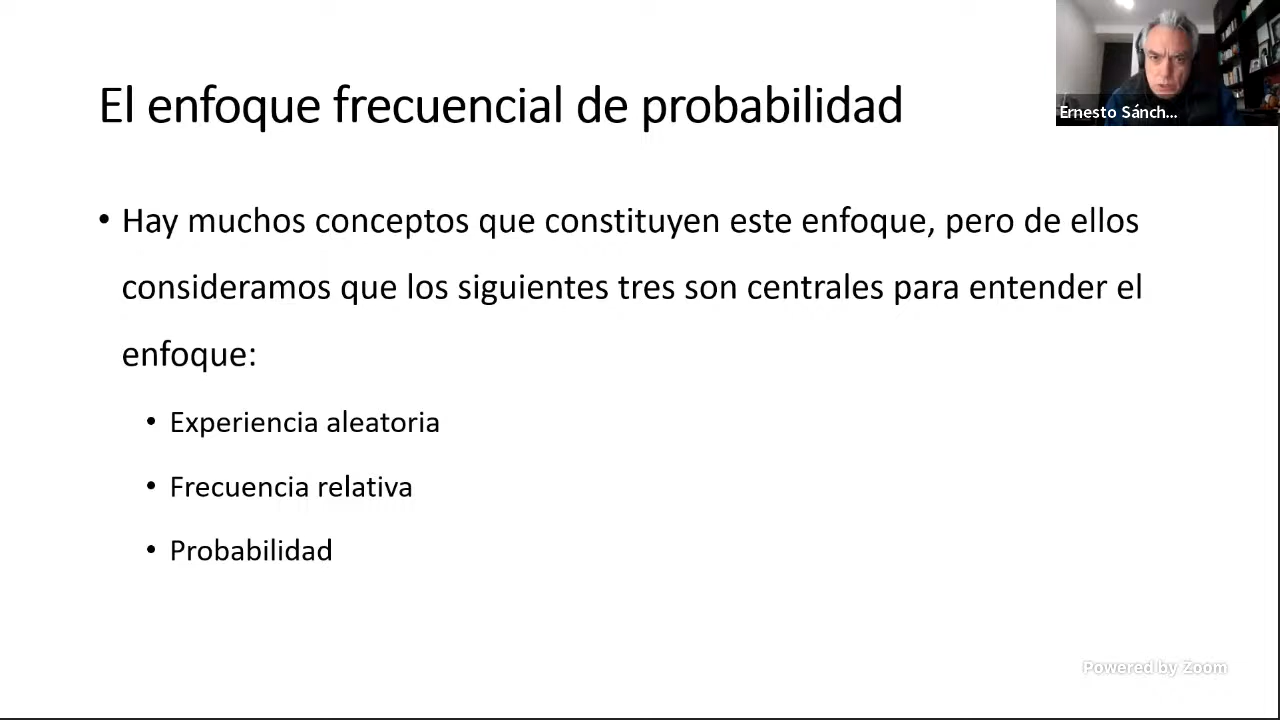 El enfoque frecuencial de probabilidad
Ernesto Sánch...
• Hay muchos conceptos que constituyen este enfoque, pero de ellos
consideramos que los siguientes tres son centrales para entender el
enfoque:
• Experiencia aleatoria
• Frecuencia relativa
• Probabilidad
Powered by Zoom